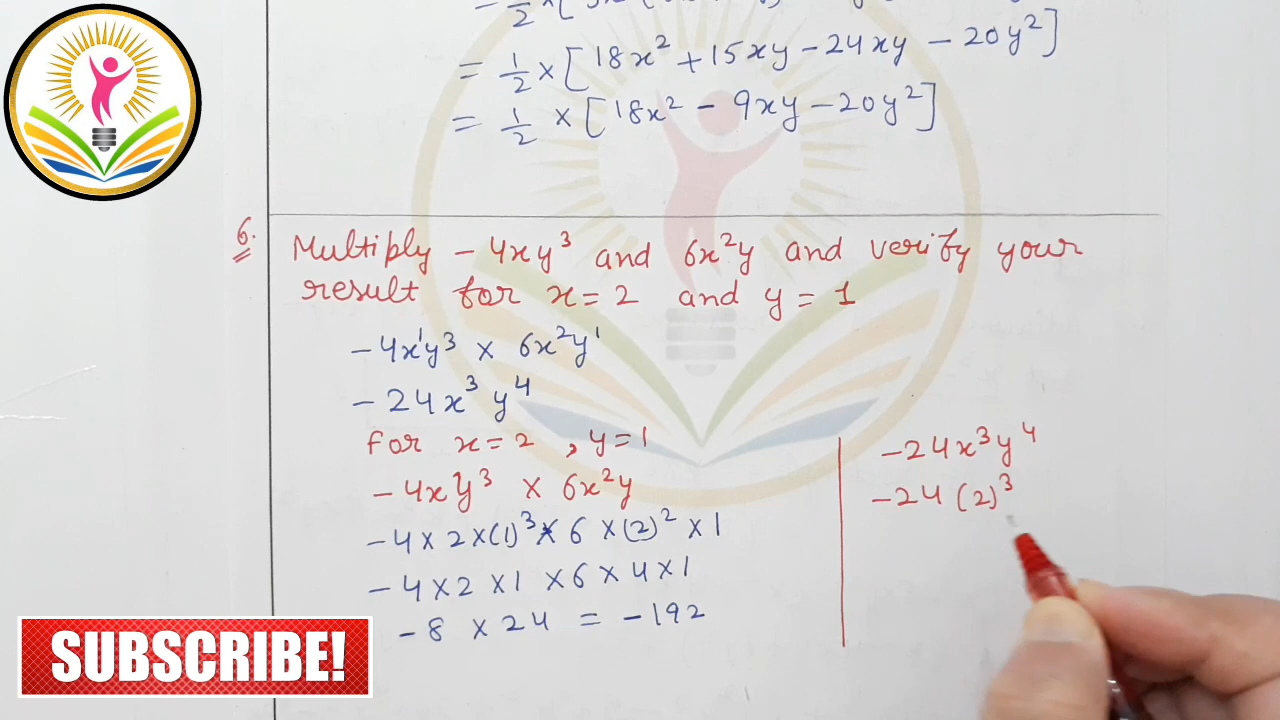 = 1/2 × [18x² + 15xy - 24xy - 20y²]
= 1/2 × [18x² - 9xy - 20y²]
6. Multiply - 4xy³ and 6x²y and verify your
result for x = 2 and y = 1
- 4x¹y³ × 6x²y¹
- 24x³ y⁴
for x = 2 , y = 1
- 4xy³ × 6x²y
- 4 × 2 × (1)³ × 6 × (2)² × 1
- 4 × 2 × 1 × 6 × 4 × 1
- 8 × 24 = - 192
- 24x³y⁴
- 24 (2)³
SUBSCRIBE!